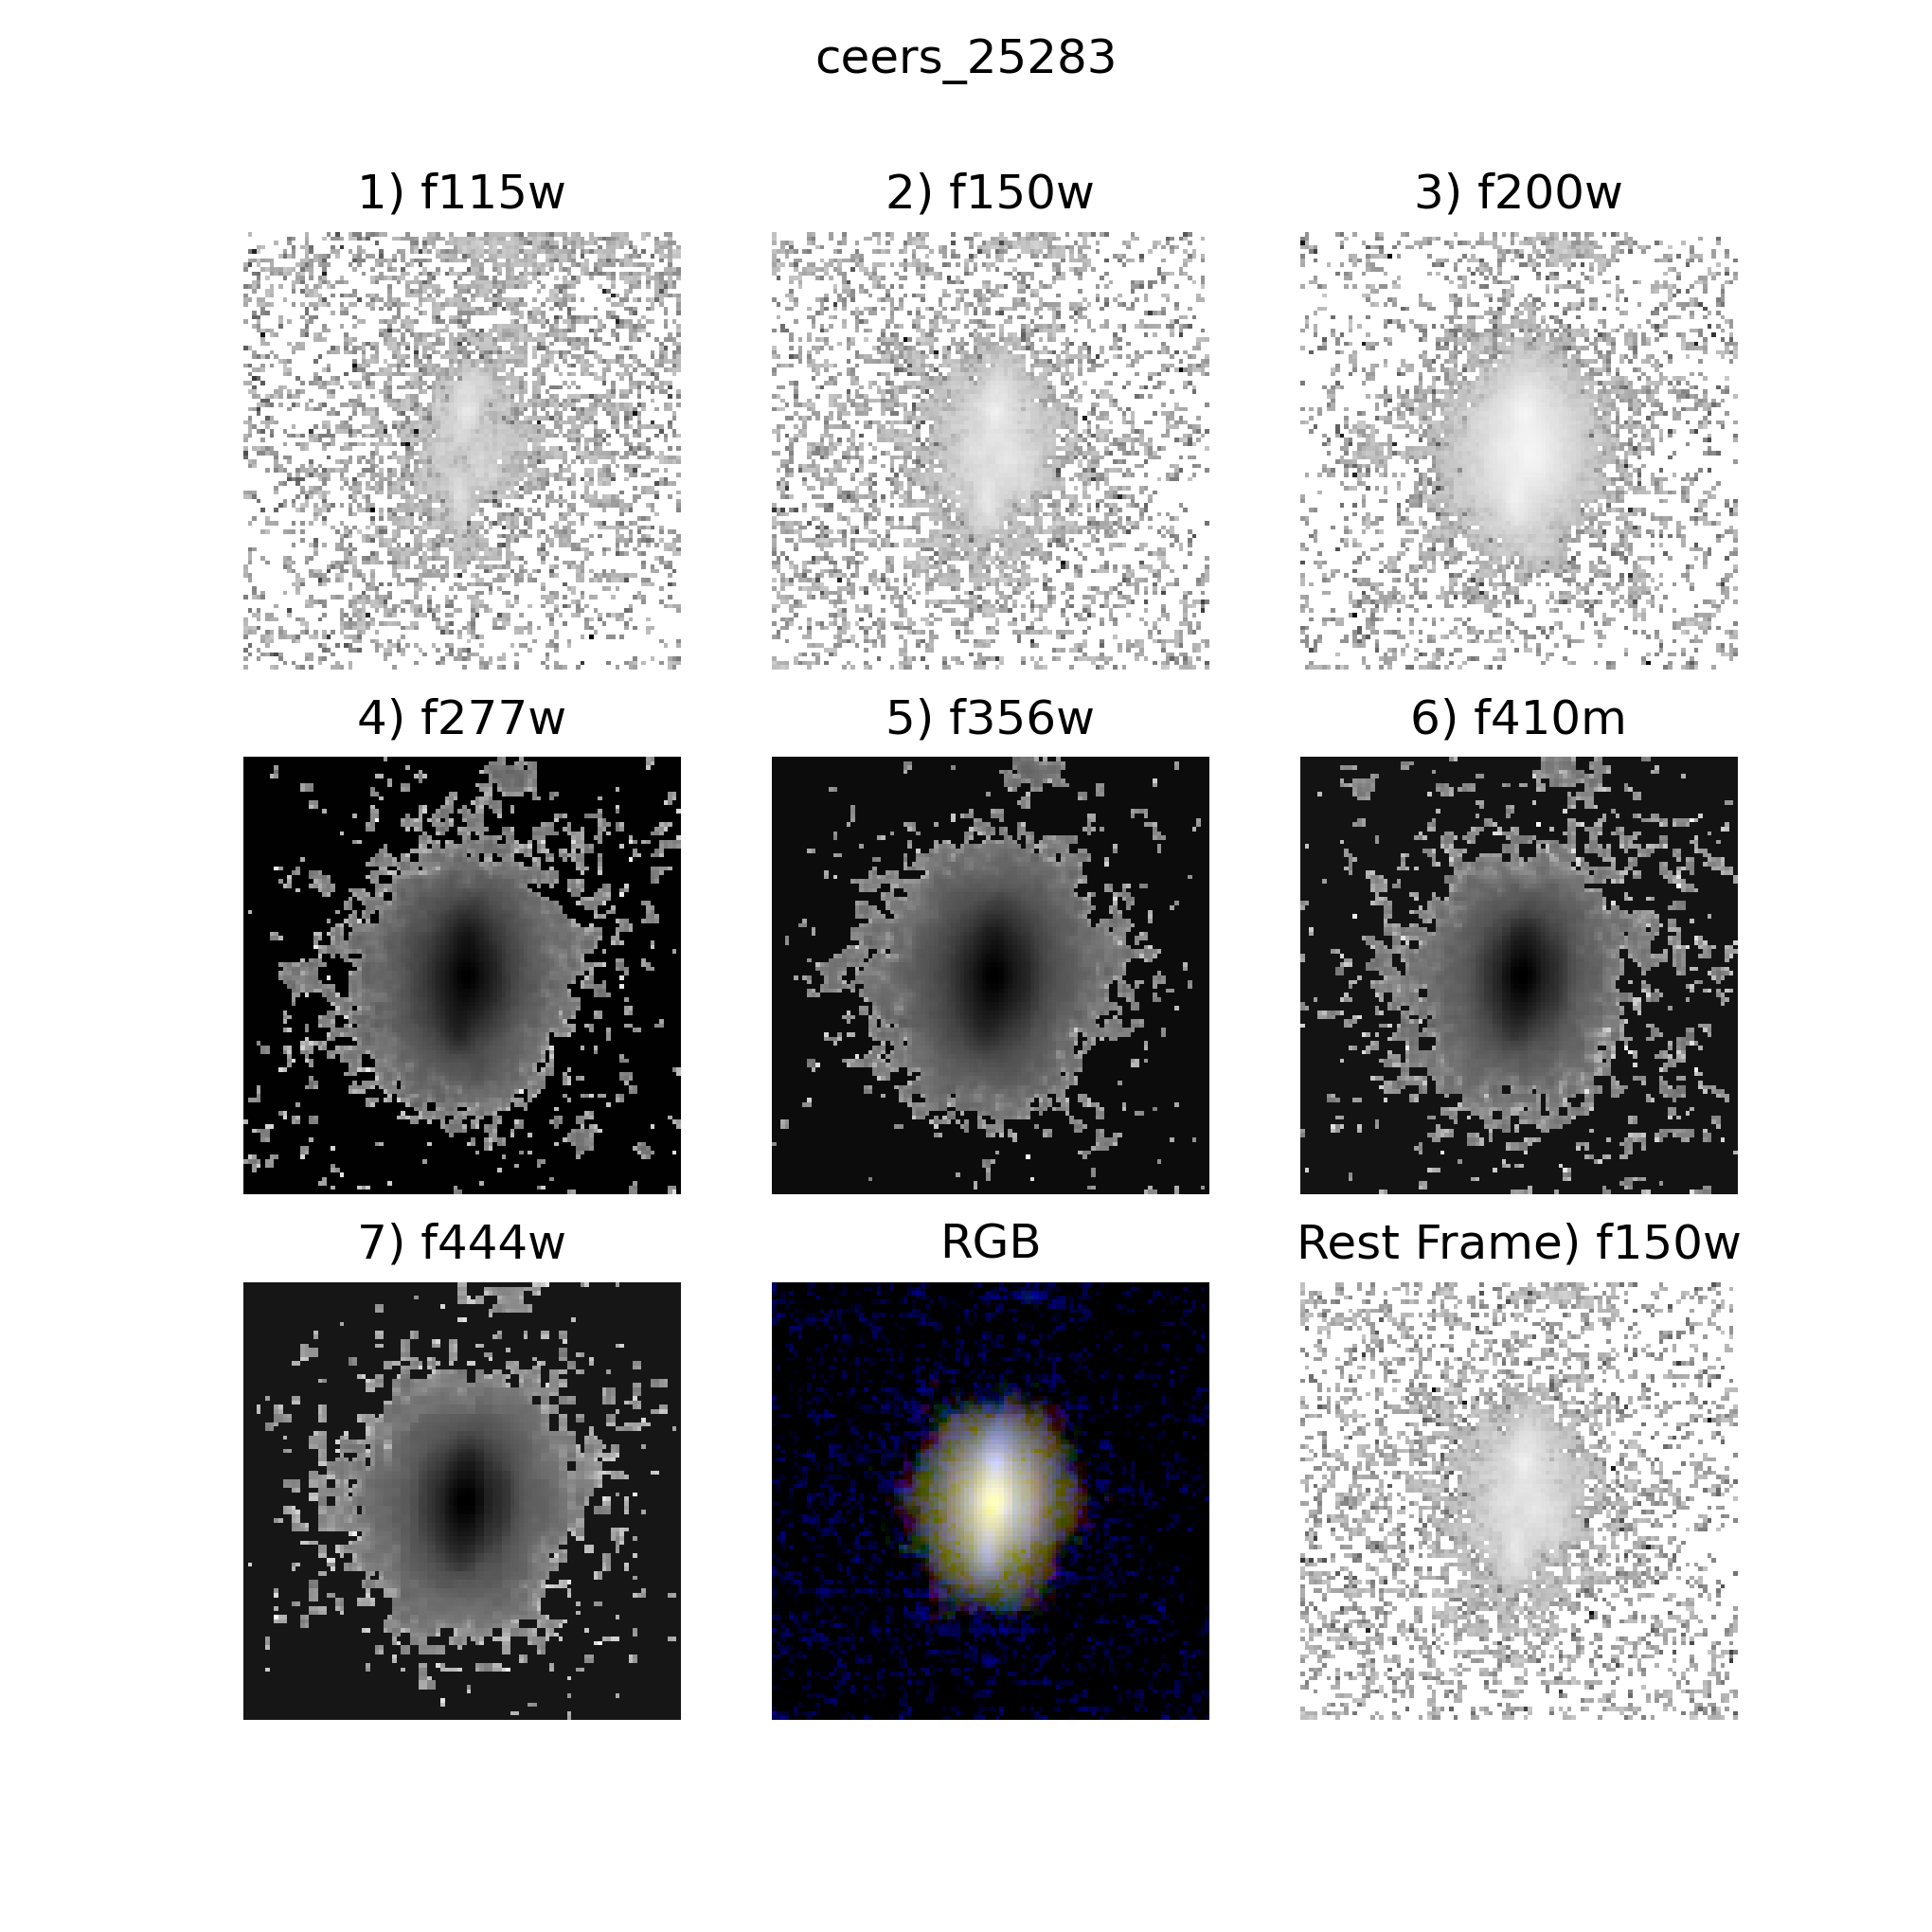 ceers_25283
1) f115w
2) f150w
3) f200w
4) f277w
5) f356w
6) f410m
7) f444w
RGB
Rest Frame) f150w